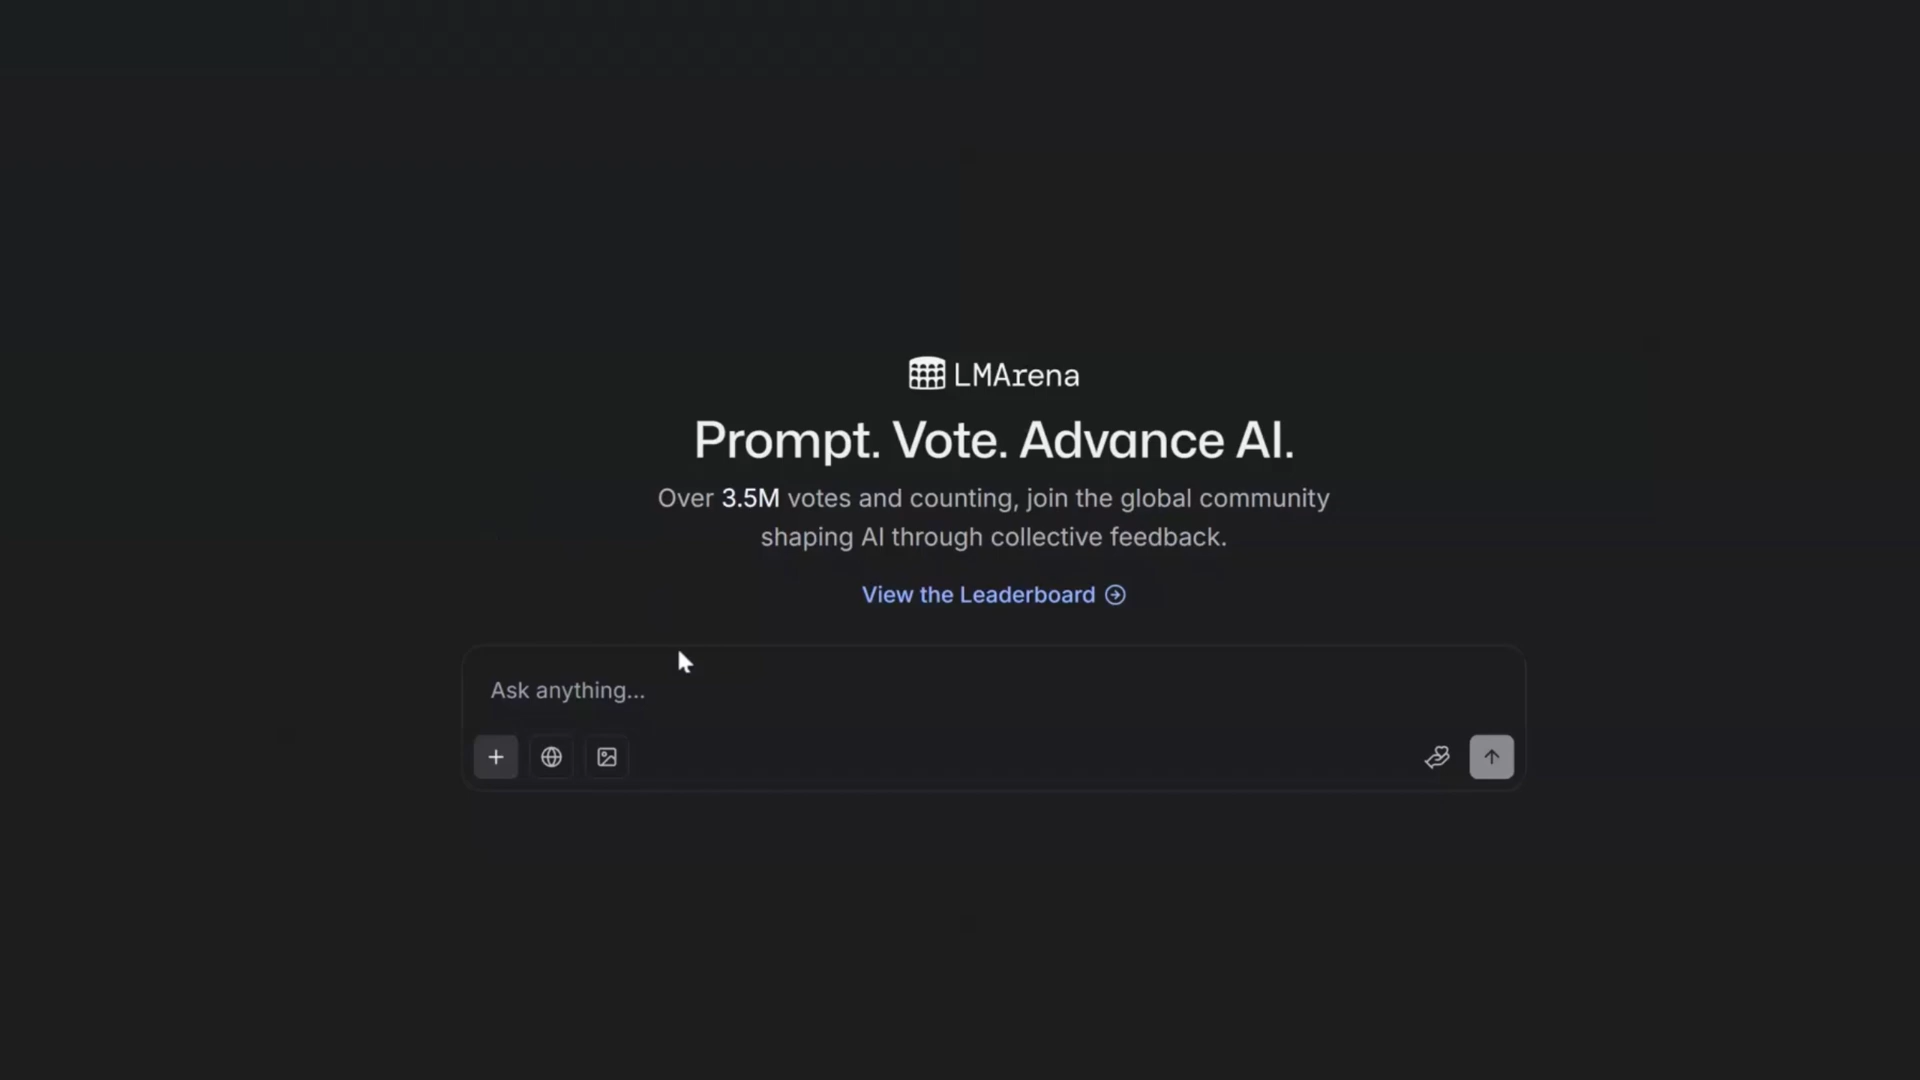 LMArena
Prompt. Vote. Advance AI.
Over 3.5M votes and counting, join the global community
shaping AI through collective feedback.
View the Leaderboard
Ask anything...